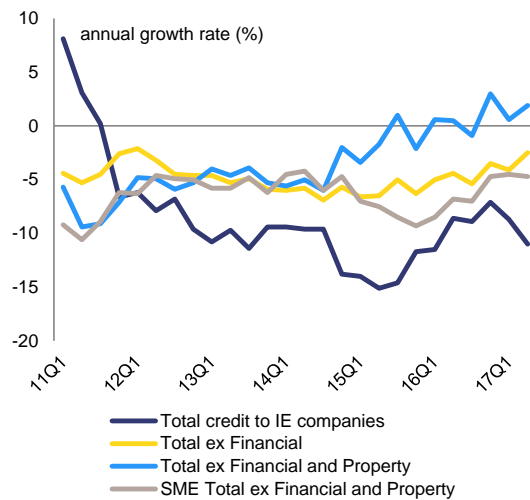 annual growth rate (%)
10
5
0
-5
-10
-15
-20
11Q1
12Q1
13Q1
14Q1
15Q1
16Q1
17Q1
Total credit to IE companies
Total ex Financial
Total ex Financial and Property
SME Total ex Financial and Property